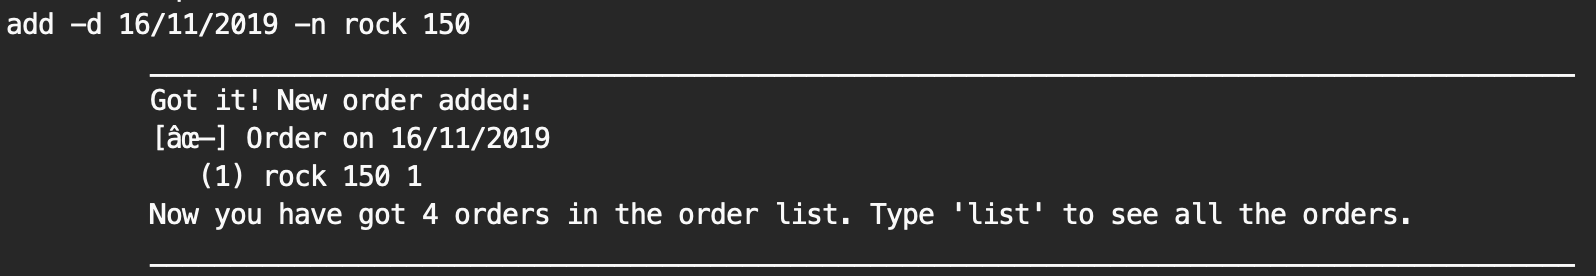 add -d 16/11/2019 -n rock 150
Got it! New order added:
[âœ—] Order on 16/11/2019
(1) rock 150 1
Now you have got 4 orders in the order list. Type 'list' to see all the orders.